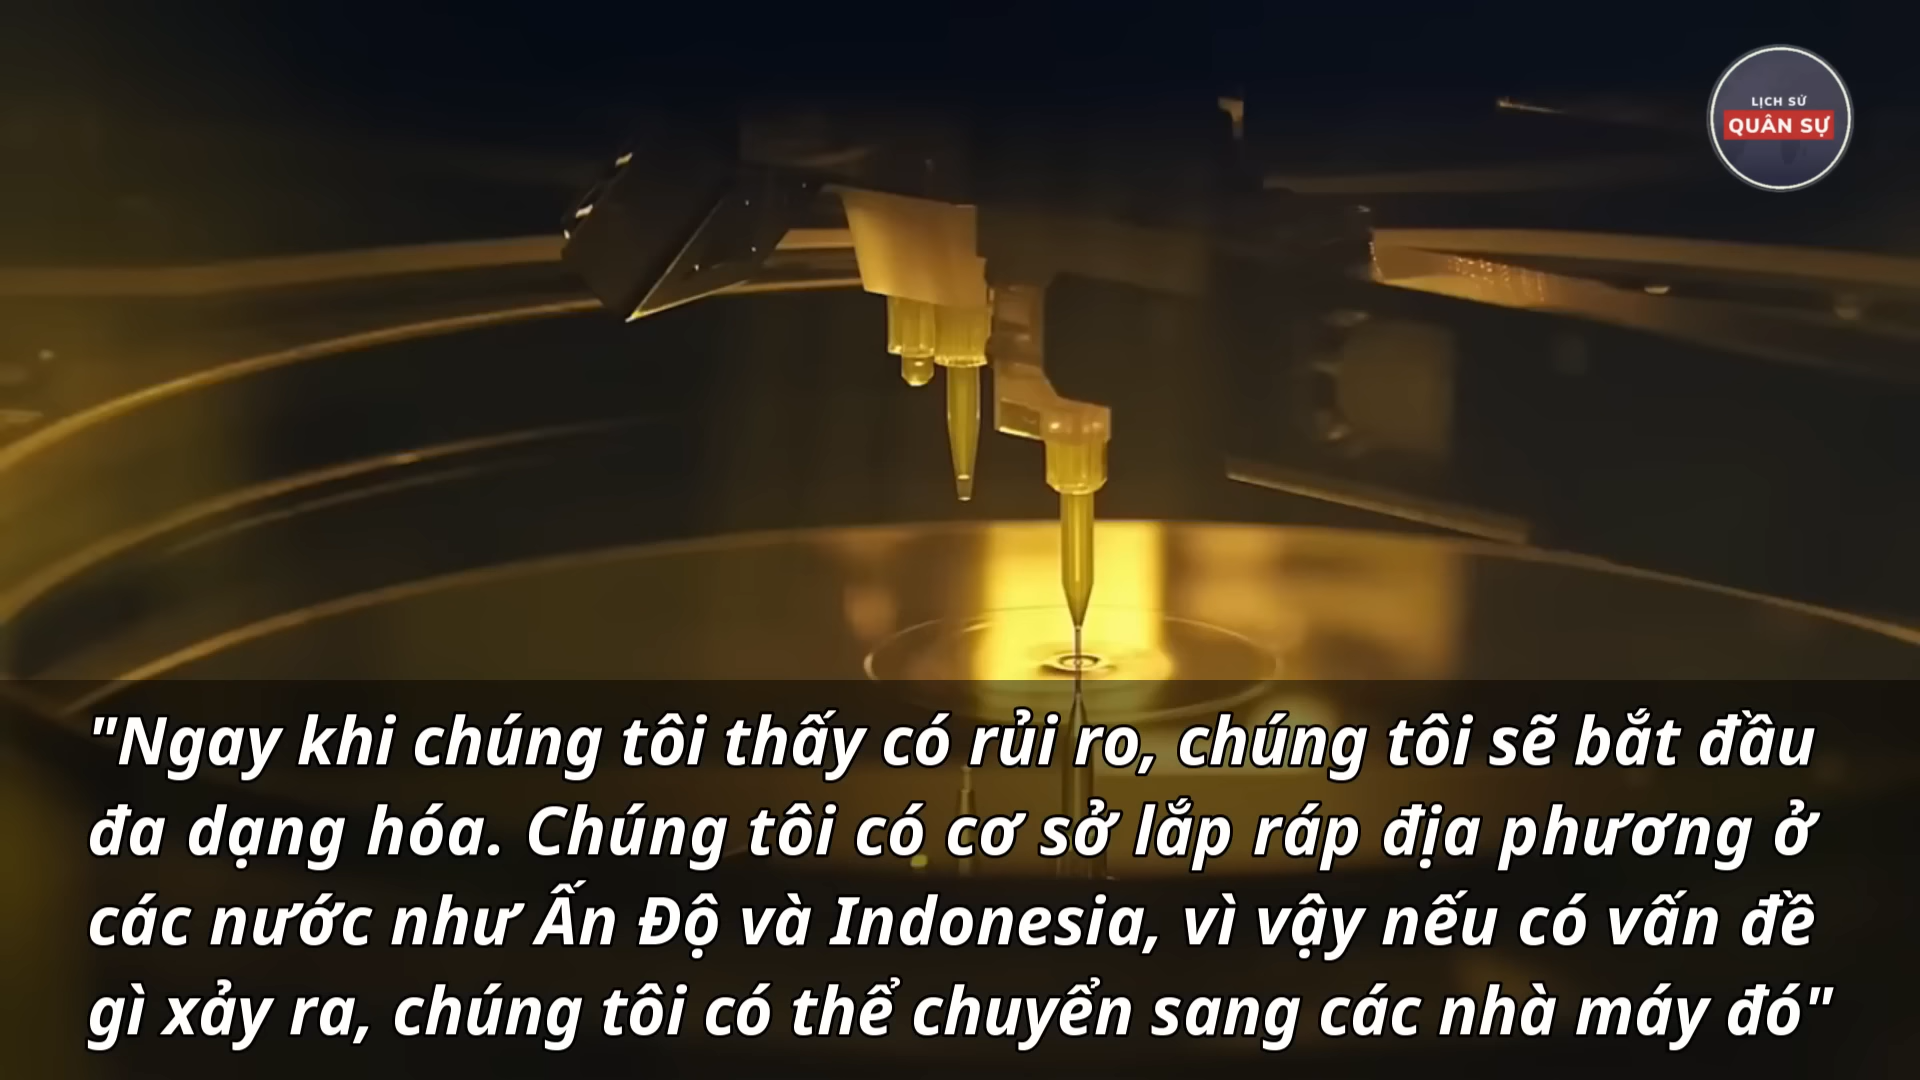 LỊCH SỬ
QUÂN SỰ
"Ngay khi chúng tôi thấy có rủi ro, chúng tôi sẽ bắt đầu
đa dạng hóa. Chúng tôi có cơ sở lắp ráp địa phương ở
các nước như Ấn Độ và Indonesia, vì vậy nếu có vấn đề
gì xảy ra, chúng tôi có thể chuyển sang các nhà máy đó"